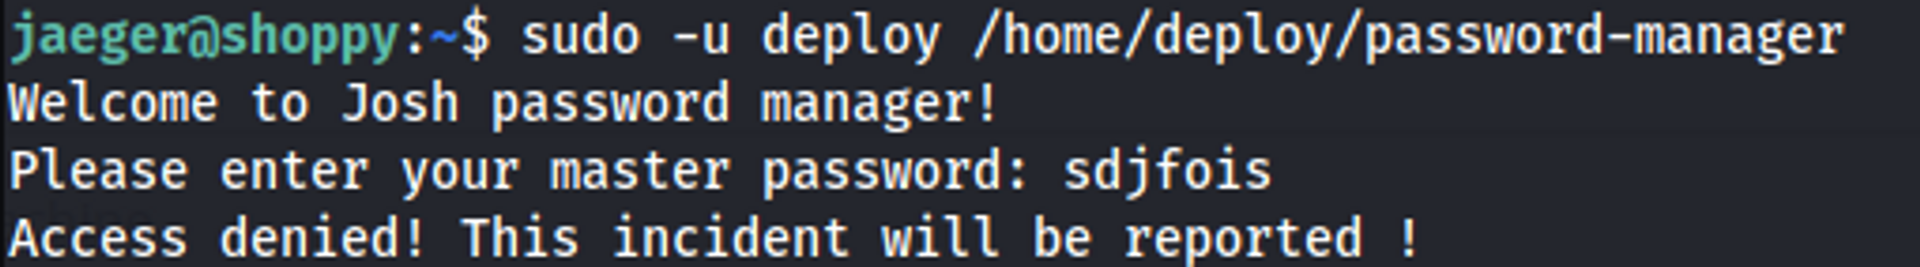 jaeger@shoppy:~$ sudo -u deploy /home/deploy/password-manager
Welcome to Josh password manager!
Please enter your master password: sdjfois
Access denied! This incident will be reported !